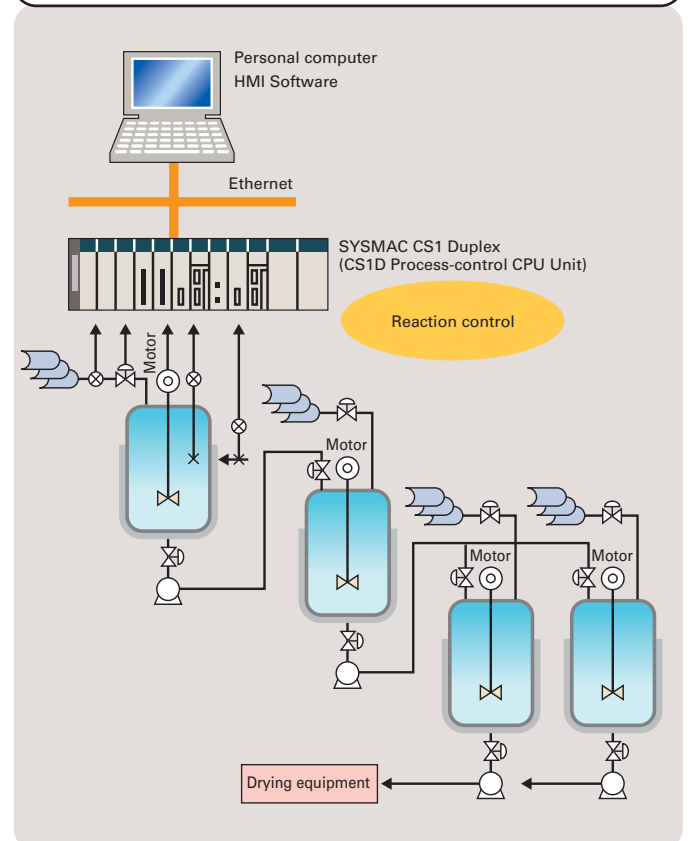 Personal computer
HMI Software
Ethernet
SYSMAC CS1 Duplex
(CS1D Process-control CPU Unit)
Reaction control
Motor
Motor
Motor
Motor
Drying equipment